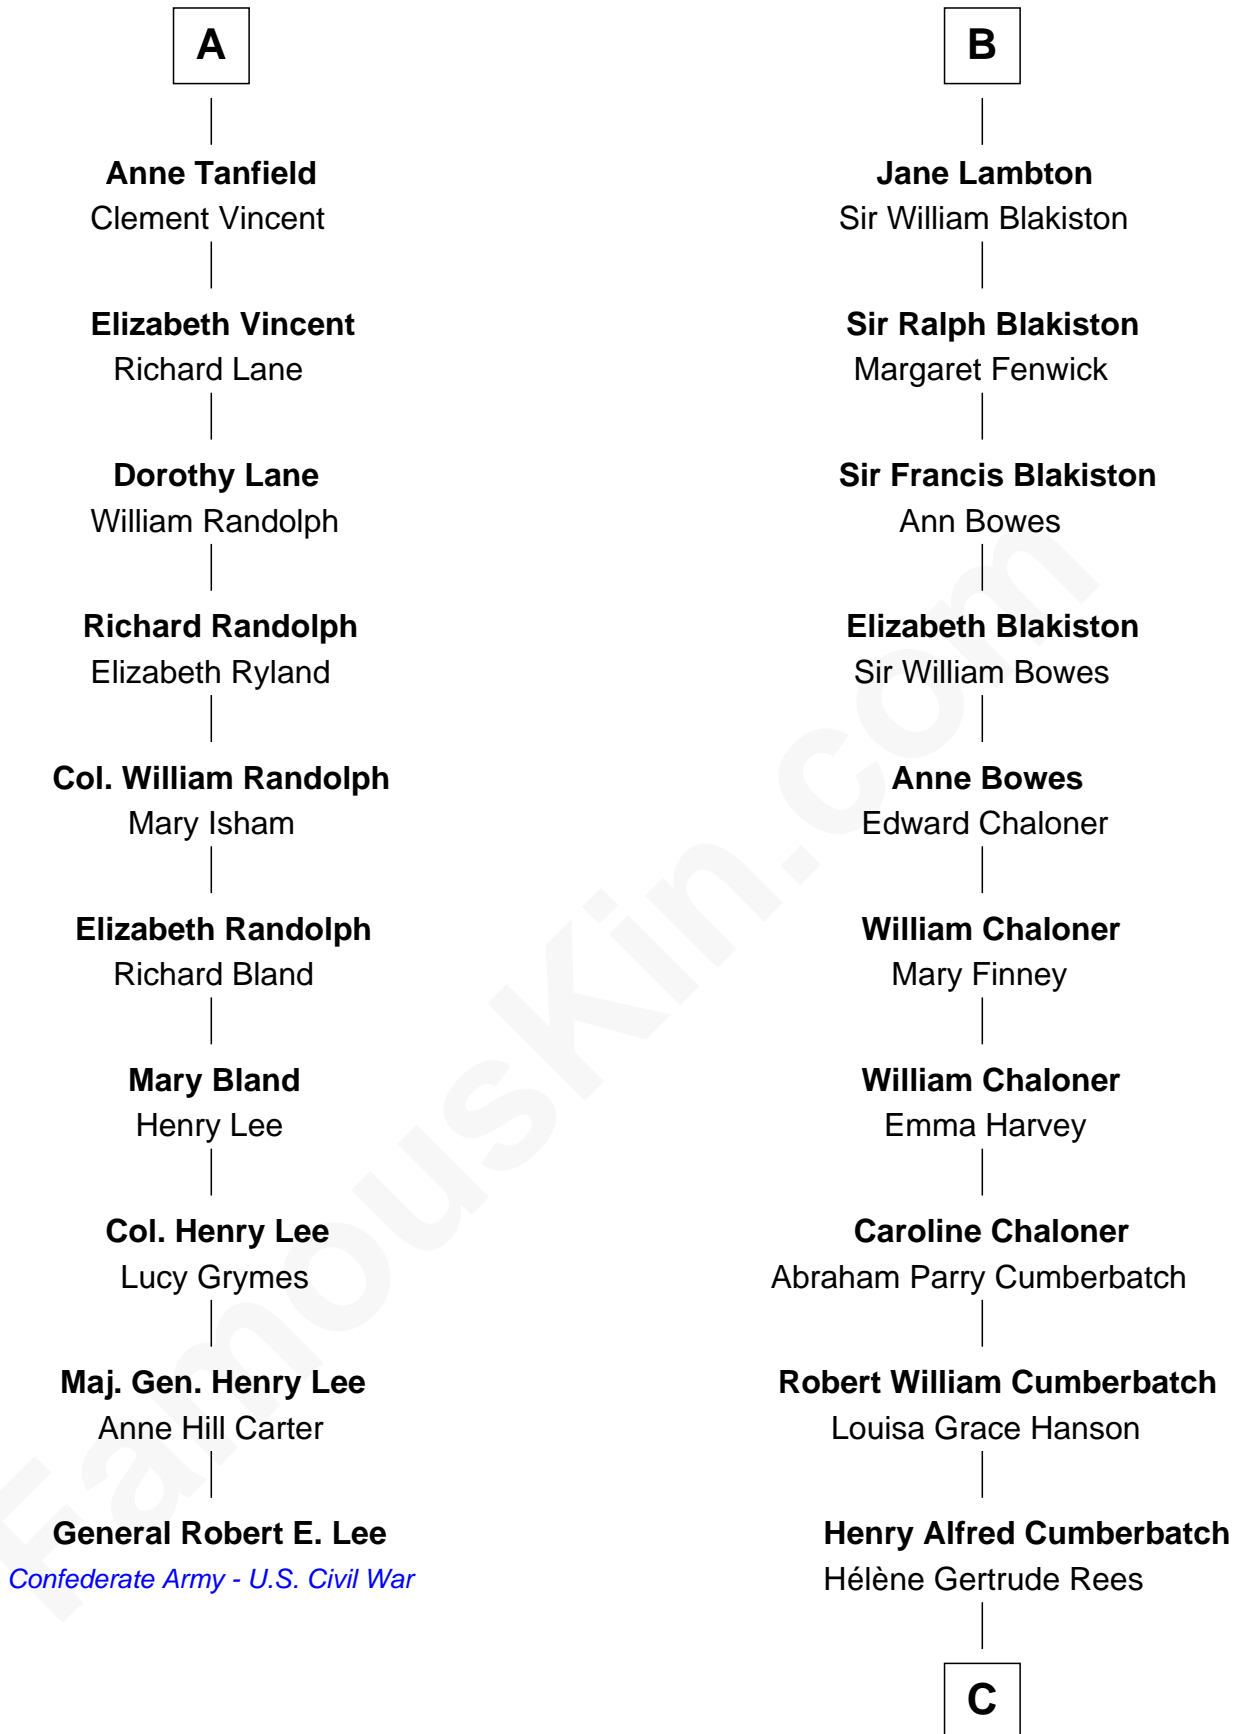 A
Anne Tanfield
Clement Vincent
Elizabeth Vincent
Richard Lane
Dorothy Lane
William Randolph
Richard Randolph
Elizabeth Ryland
Col. William Randolph
Mary Isham
Elizabeth Randolph
Richard Bland
Mary Bland
Henry Lee
Col. Henry Lee
Lucy Grymes
Maj. Gen. Henry Lee
Anne Hill Carter
General Robert E. Lee
Confederate Army - U.S. Civil War
B
Jane Lambton
Sir William Blakiston
Sir Ralph Blakiston
Margaret Fenwick
Sir Francis Blakiston
Ann Bowes
Elizabeth Blakiston
Sir William Bowes
Anne Bowes
Edward Chaloner
William Chaloner
Mary Finney
William Chaloner
Emma Harvey
Caroline Chaloner
Abraham Parry Cumberbatch
Robert William Cumberbatch
Louisa Grace Hanson
Henry Alfred Cumberbatch
Hélène Gertrude Rees
C
FamousKin.com